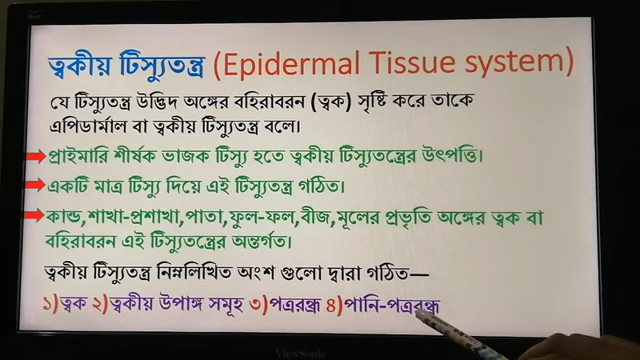 ত্বকীয় টিস্যুতন্ত্র (Epidermal Tissue system)
যে টিস্যুতন্ত্র উদ্ভিদ অঙ্গের বহিরাবরন (ত্বক) সৃষ্টি করে তাকে
এপিডার্মাল বা ত্বকীয় টিস্যুতন্ত্র বলে।
প্রাইমারি শীর্ষক ভাজক টিস্যু হতে ত্বকীয় টিস্যুতন্ত্রের উৎপত্তি।
একটি মাত্র টিস্যু দিয়ে এই টিস্যুতন্ত্র গঠিত।
কান্ড,শাখা-প্রশাখা,পাতা,ফুল-ফল,বীজ,মূলের প্রভৃতি অঙ্গের ত্বক বা
বহিরাবরন এই টিস্যুতন্ত্রের অন্তর্গত।
ত্বকীয় টিস্যুতন্ত্র নিম্নলিখিত অংশ গুলো দ্বারা গঠিত—
১)ত্বক ২)ত্বকীয় উপাঙ্গ সমূহ ৩)পত্ররন্ধ্র 8)পানি-পত্ররন্ধ্র
ViewSonic